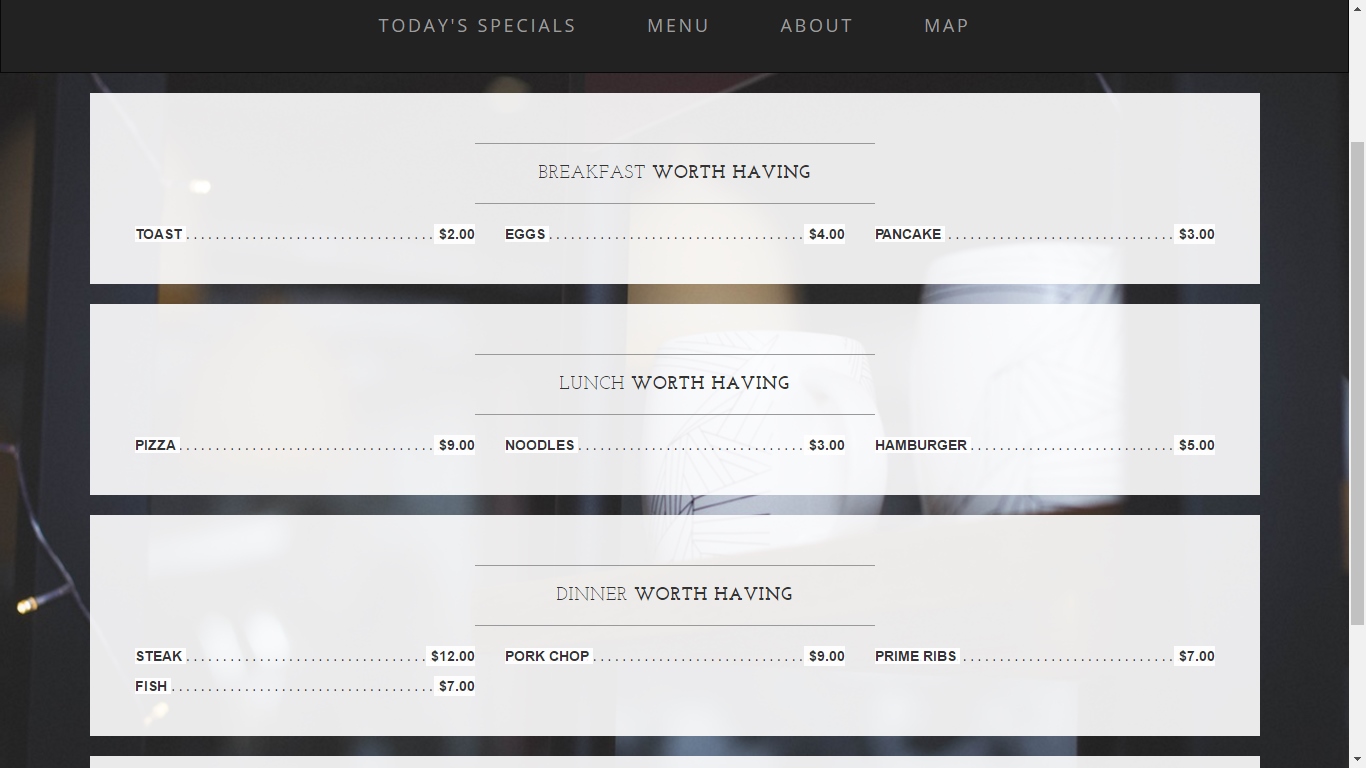 TODAY'S SPECIALS MENU ABOUT MAP
BREAKFAST WORTH HAVING
TOAST . . . . . . . . . . . . . . . . . . . . . . . . . . . . . . . . . . $2.00 EGGS . . . . . . . . . . . . . . . . . . . . . . . . . . . . . . . . . . . $4.00 PANCAKE . . . . . . . . . . . . . . . . . . . . . . . . . . . . . . . $3.00
LUNCH WORTH HAVING
PIZZA . . . . . . . . . . . . . . . . . . . . . . . . . . . . . . . . . . . $9.00 NOODLES . . . . . . . . . . . . . . . . . . . . . . . . . . . . . . . $3.00 HAMBURGER . . . . . . . . . . . . . . . . . . . . . . . . . . . . $5.00
DINNER WORTH HAVING
STEAK . . . . . . . . . . . . . . . . . . . . . . . . . . . . . . . . . $12.00 PORK CHOP . . . . . . . . . . . . . . . . . . . . . . . . . . . . . $9.00 PRIME RIBS . . . . . . . . . . . . . . . . . . . . . . . . . . . . . $7.00
FISH . . . . . . . . . . . . . . . . . . . . . . . . . . . . . . . . . . . . $7.00